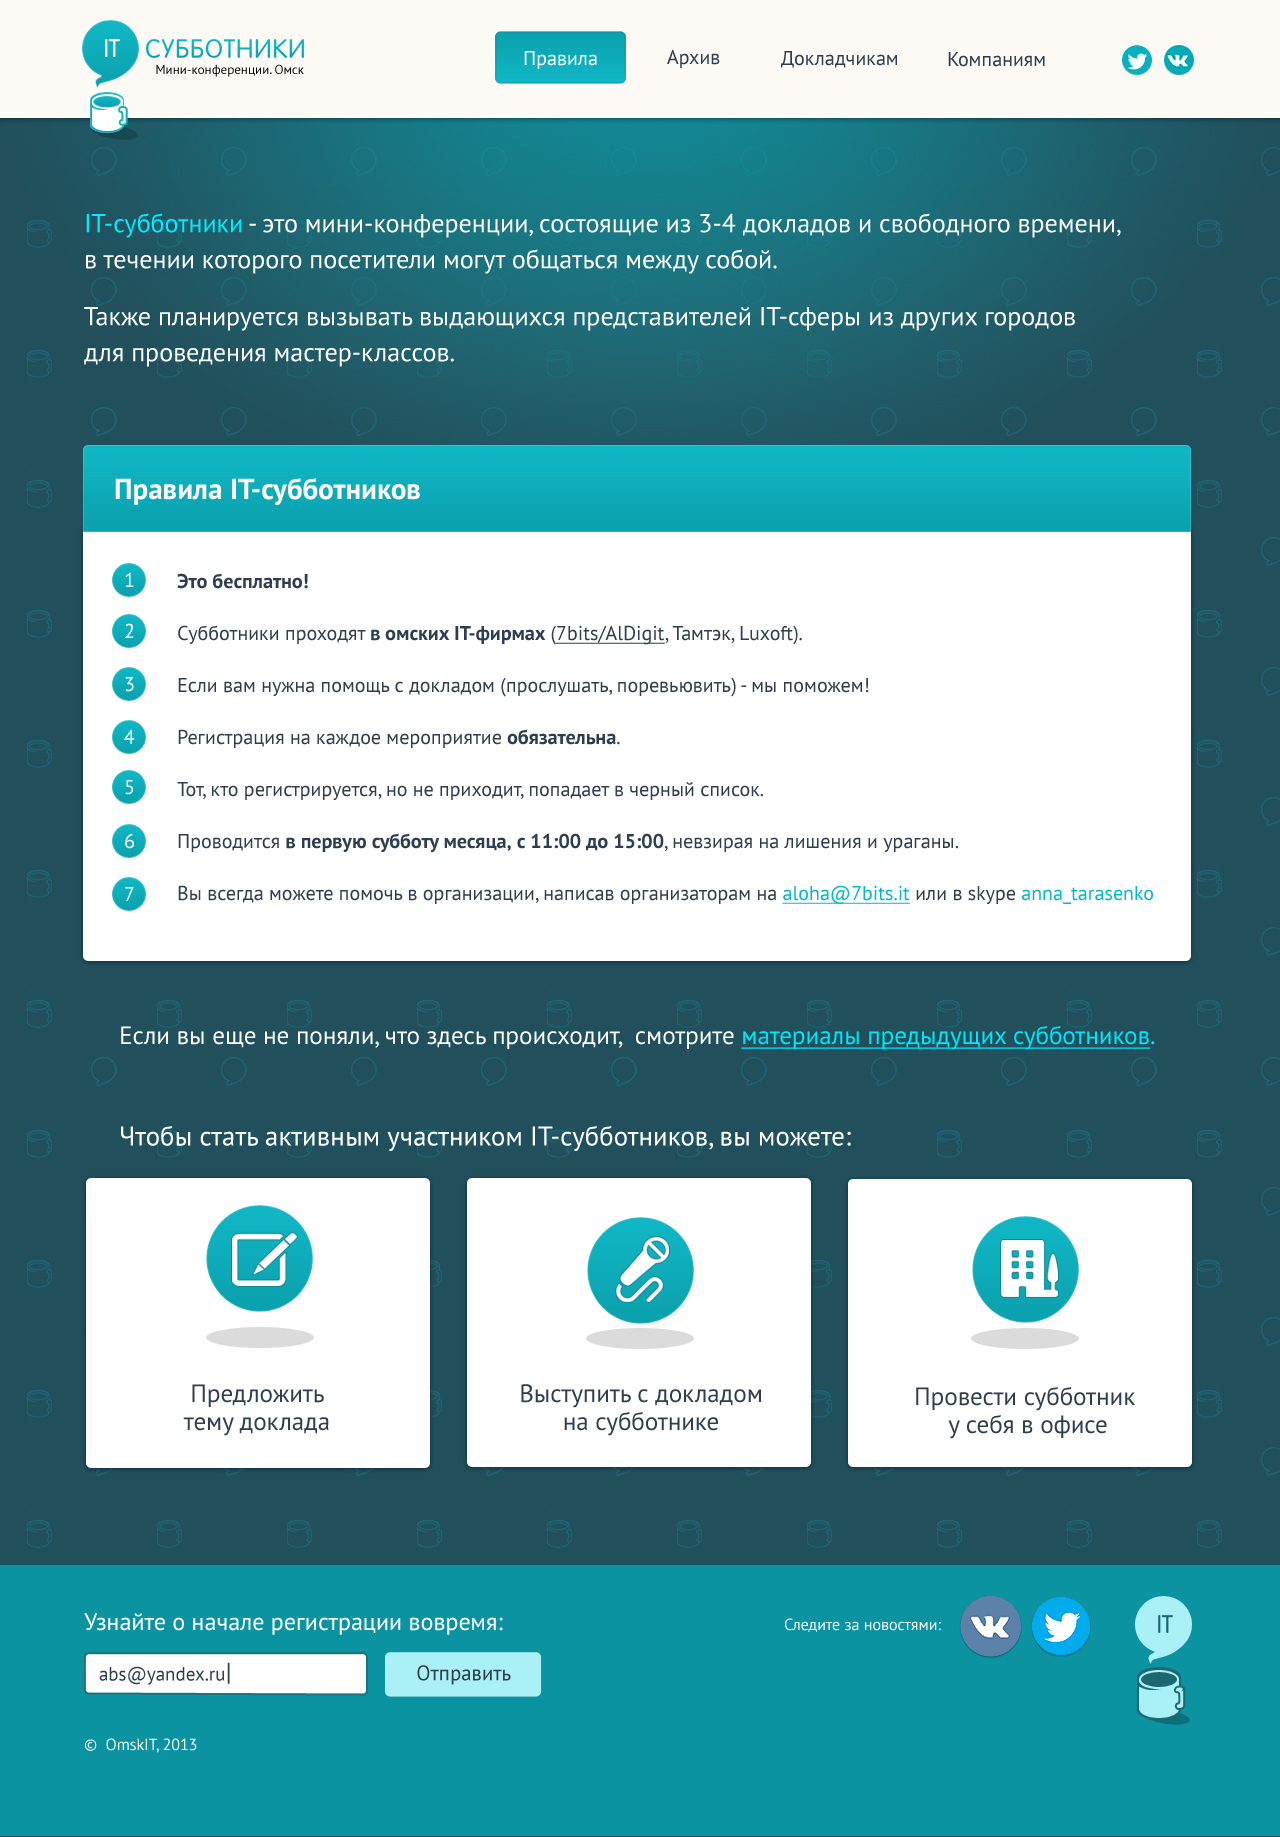 IT СУББОТНИКИ
Мини-конференции. Омск
Правила
Архив
Докладчикам
Компаниям
IT-субботники - это мини-конференции, состоящие из 3-4 докладов и свободного времени,
в течении которого посетители могут общаться между собой.
Также планируется вызывать выдающихся представителей IT-сферы из других городов
для проведения мастер-классов.
Правила IT-субботников
1 Это бесплатно!
2 Субботники проходят в омских IT-фирмах (7bits/AlDigit, Тамтэк, Luxoft).
3 Если вам нужна помощь с докладом (прослушать, поревьювить) - мы поможем!
4 Регистрация на каждое мероприятие обязательна.
5 Тот, кто регистрируется, но не приходит, попадает в черный список.
6 Проводится в первую субботу месяца, с 11:00 до 15:00, невзирая на лишения и ураганы.
7 Вы всегда можете помочь в организации, написав организаторам на aloha@7bits.it или в skype anna_tarasenko
Если вы еще не поняли, что здесь происходит, смотрите материалы предыдущих субботников.
Чтобы стать активным участником IT-субботников, вы можете:
Предложить
тему доклада
Выступить с докладом
на субботнике
Провести субботник
у себя в офисе
Узнайте о начале регистрации вовремя:
abs@yandex.ru
Отправить
Следите за новостями:
IT
© OmskIT, 2013